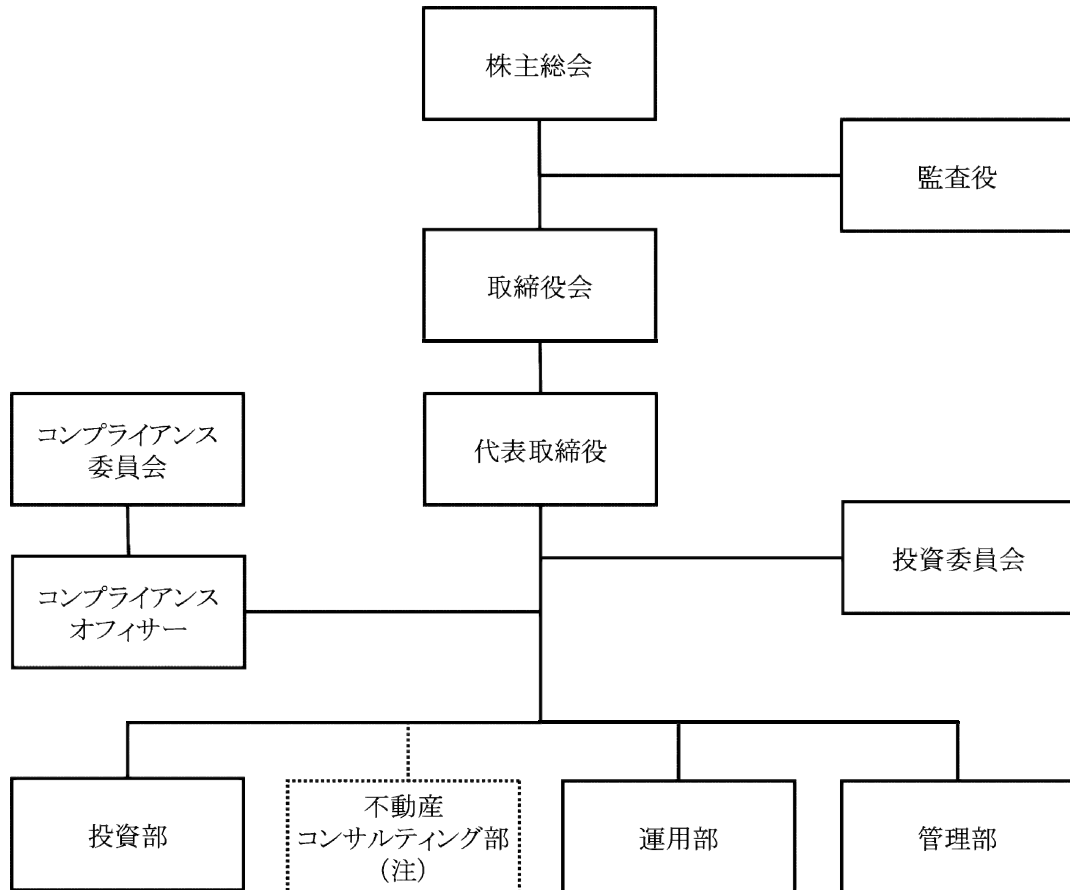 株主総会
監査役
取締役会
コンプライアンス
委員会
代表取締役
投資委員会
コンプライアンス
オフィサー
投資部
不動産
コンサルティング部
（注）
運用部
管理部